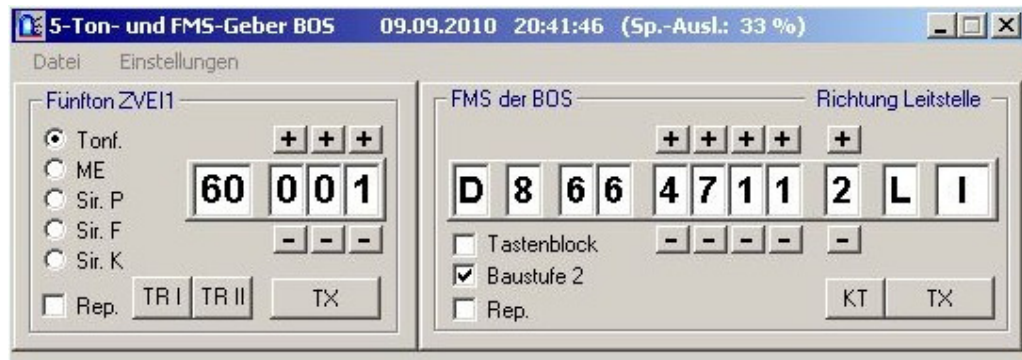 5-Ton- und FMS-Geber BOS 09.09.2010 20:41:46 (Sp.-Ausl.: 33 %)
Datei Einstellungen
Fünfton ZVEI1
Tonf.
ME
Sir. P
Sir. F
Sir. K
+ + +
60 0 0 1
- - -
Rep. TR I TR II TX
FMS der BOS Richtung Leitstelle
+ + + + +
D 8 6 6 4 7 1 1 2 L I
- - - - -
Tastenblock
Baustufe 2
Rep.
KT TX